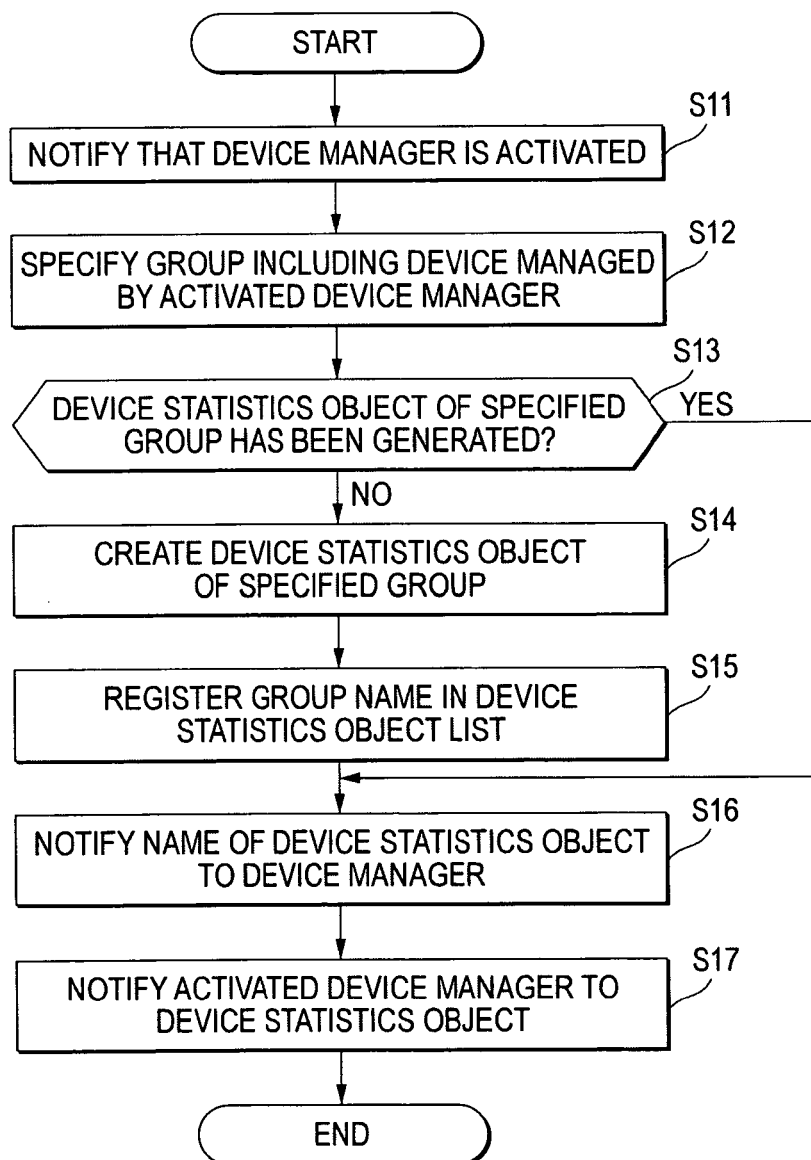 START
S11
NOTIFY THAT DEVICE MANAGER IS ACTIVATED
S12
SPECIFY GROUP INCLUDING DEVICE MANAGED
BY ACTIVATED DEVICE MANAGER
S13
DEVICE STATISTICS OBJECT OF SPECIFIED
GROUP HAS BEEN GENERATED?
YES
NO
S14
CREATE DEVICE STATISTICS OBJECT
OF SPECIFIED GROUP
S15
REGISTER GROUP NAME IN DEVICE
STATISTICS OBJECT LIST
S16
NOTIFY NAME OF DEVICE STATISTICS OBJECT
TO DEVICE MANAGER
S17
NOTIFY ACTIVATED DEVICE MANAGER TO
DEVICE STATISTICS OBJECT
END